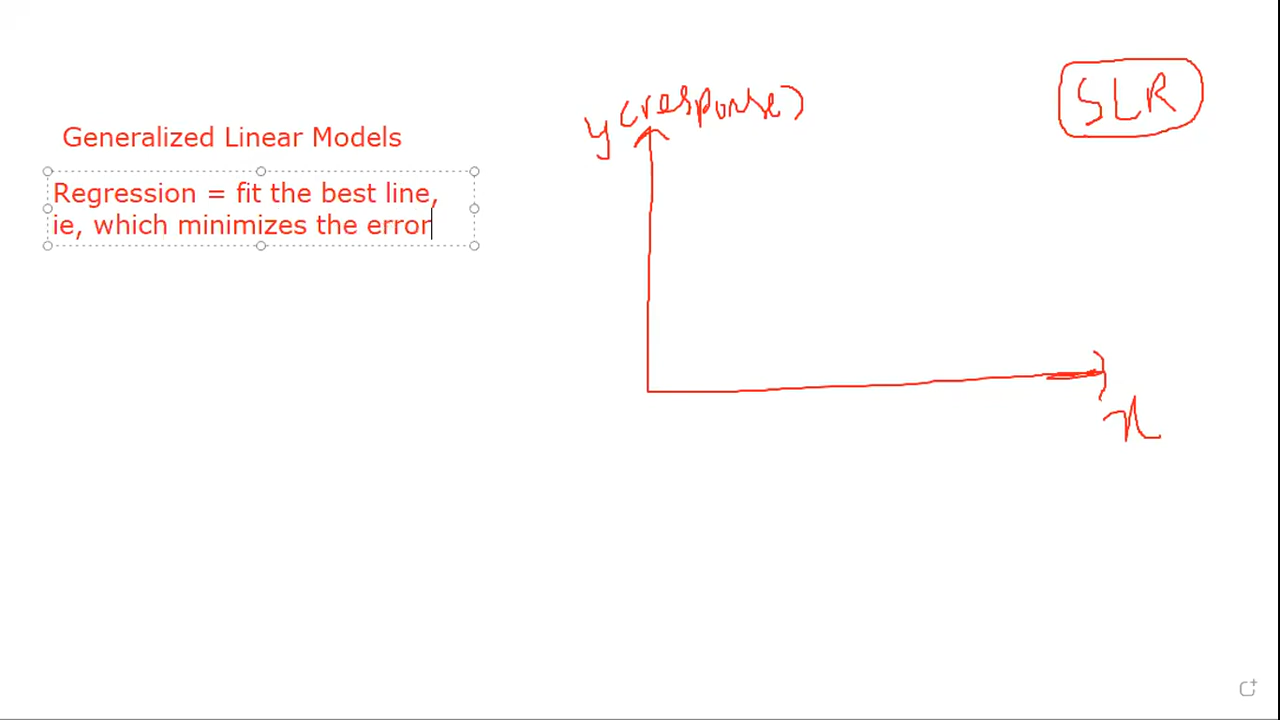 Generalized Linear Models
Regression = fit the best line,
ie, which minimizes the error
y (response)
SLR
x